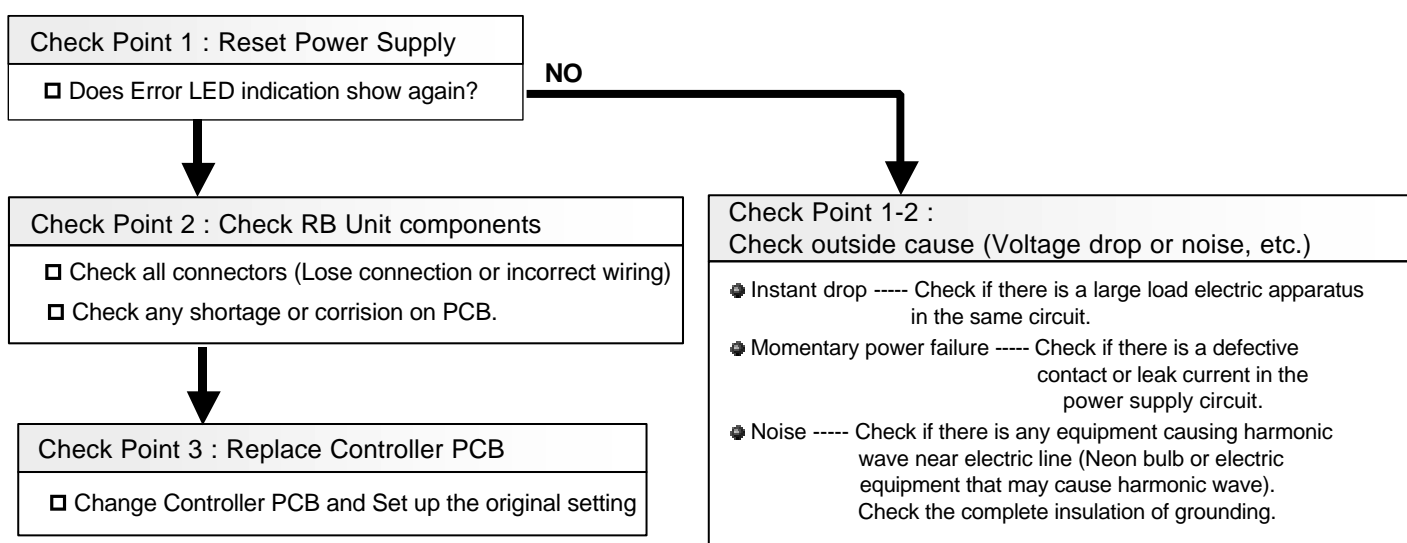 Check Point 1 : Reset Power Supply
Does Error LED indication show again?
NO
Check Point 2 : Check RB Unit components
Check all connectors (Lose connection or incorrect wiring)
Check any shortage or corrision on PCB.
Check Point 3 : Replace Controller PCB
Change Controller PCB and Set up the original setting
Check Point 1-2 :
Check outside cause (Voltage drop or noise, etc.)
Instant drop ----- Check if there is a large load electric apparatus
in the same circuit.
Momentary power failure ----- Check if there is a defective
contact or leak current in the
power supply circuit.
Noise ----- Check if there is any equipment causing harmonic
wave near electric line (Neon bulb or electric
equipment that may cause harmonic wave).
Check the complete insulation of grounding.